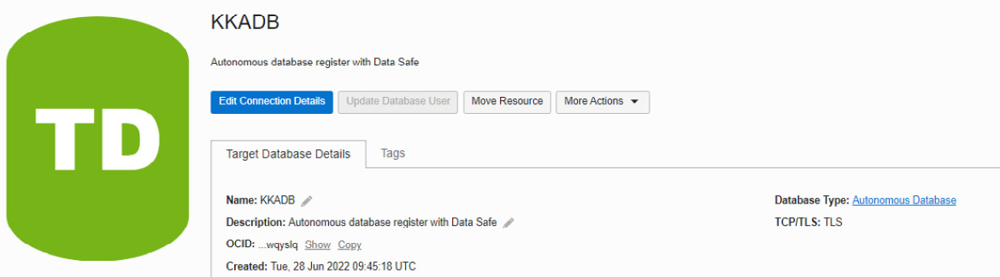 KKADB
Autonomous database register with Data Safe
Edit Connection Details Update Database User Move Resource More Actions
TD
Target Database Details Tags
Name: KKADB
Database Type: Autonomous Database
Description: Autonomous database register with Data Safe
TCP/TLS: TLS
OCID: ...wqyslq Show Copy
Created: Tue, 28 Jun 2022 09:45:18 UTC